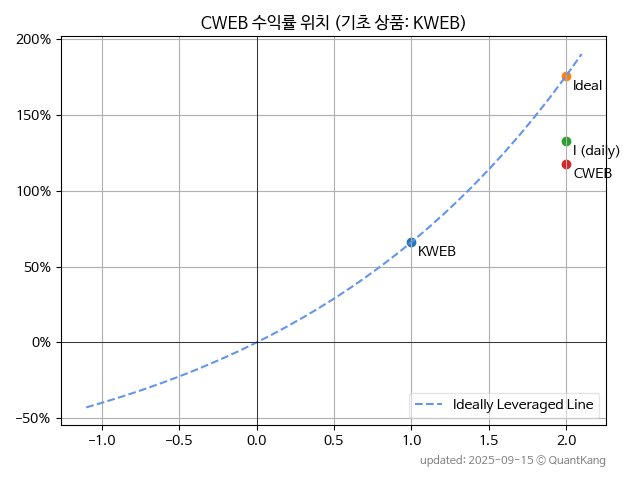 CWEB 수익률 위치 (기초 상품: KWEB)
200%
150%
100%
50%
0%
−50%
Ideal
I (daily)
CWEB
KWEB
Ideally Leveraged Line
−1.0 −0.5 0.0 0.5 1.0 1.5 2.0
updated: 2025-09-15 © QuantKang